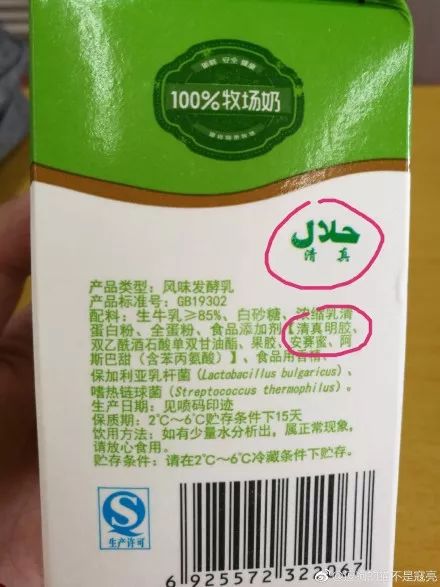 100%牧场奶
حلال
清真
产品类型：风味发酵乳
产品标准号：GB19302
配料：生牛乳≥85%、白砂糖、浓缩乳清
蛋白粉、全蛋粉、食品添加剂【清真明胶、
双乙酰酒石酸单双甘油酯、果胶、安赛蜜、阿
斯巴甜（含苯丙氨酸）】、食品用香精、
保加利亚乳杆菌（Lactobacillus bulgaricus）、
嗜热链球菌（Streptococcus thermophilus）。
生产日期：见喷码印迹
保质期：2℃～6℃贮存条件下15天
饮用方法：如有少量水分析出，属正常现象，
请放心食用。
贮存条件：请在2℃～6℃冷藏条件下贮存。
生产许可
6 925572 322067